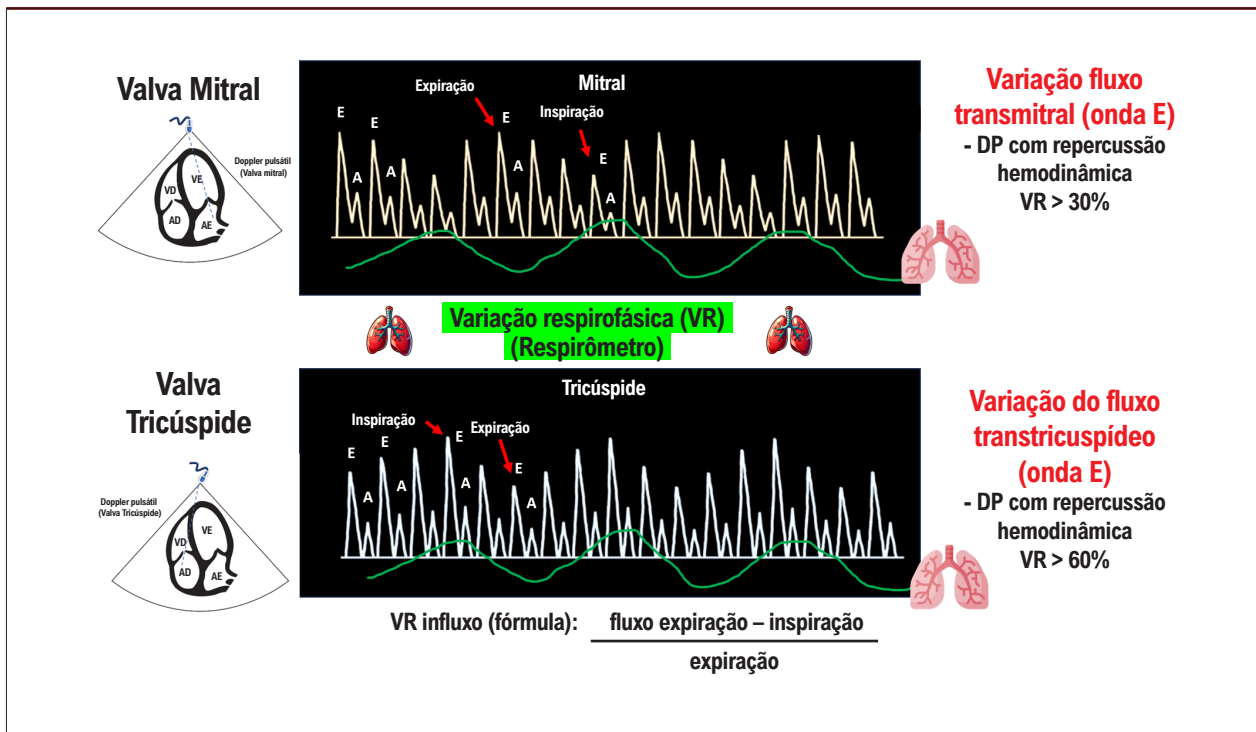 Valva Mitral
Doppler pulsátil
(Valva mitral)
VD
VE
AD
AE
Mitral
Expiração
Inspiração
E
E
E
E
A
A
A
A
Variação fluxo
transmitral (onda E)
- DP com repercussão
hemodinâmica
VR > 30%
Variação respirofásica (VR)
(Respirômetro)
Valva
Tricúspide
Doppler pulsátil
(Valva Tricúspide)
VD
VE
AD
AE
Tricúspide
Inspiração
Expiração
E
E
E
E
A
A
A
A
Variação do fluxo
transtricuspídeo
(onda E)
- DP com repercussão
hemodinâmica
VR > 60%
VR influxo (fórmula):
fluxo expiração – inspiração
expiração